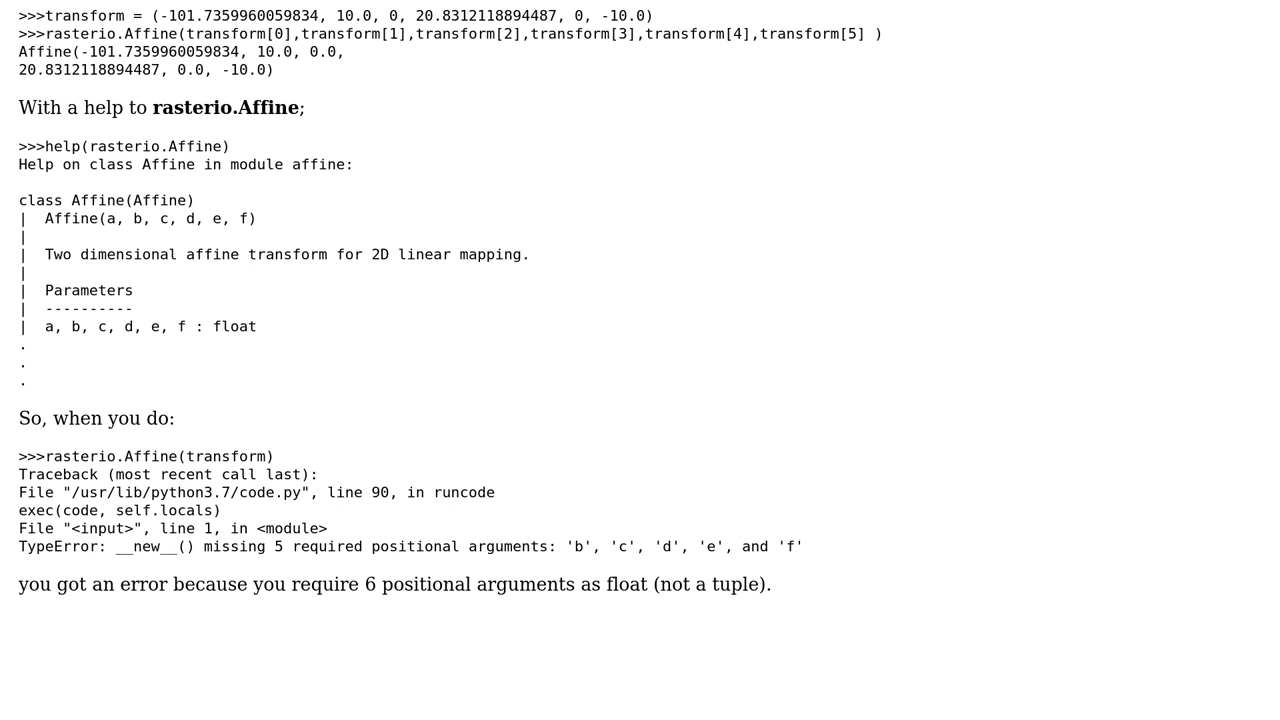 >>>transform = (-101.7359960059834, 10.0, 0, 20.8312118894487, 0, -10.0)
>>>rasterio.Affine(transform[0],transform[1],transform[2],transform[3],transform[4],transform[5] )
Affine(-101.7359960059834, 10.0, 0.0,
20.8312118894487, 0.0, -10.0)
With a help to rasterio.Affine;
>>>help(rasterio.Affine)
Help on class Affine in module affine:
class Affine(Affine)
|  Affine(a, b, c, d, e, f)
|
|  Two dimensional affine transform for 2D linear mapping.
|
|  Parameters
|  ----------
|  a, b, c, d, e, f : float
.
.
.
So, when you do:
>>>rasterio.Affine(transform)
Traceback (most recent call last):
File "/usr/lib/python3.7/code.py", line 90, in runcode
exec(code, self.locals)
File "<input>", line 1, in <module>
TypeError: __new__() missing 5 required positional arguments: 'b', 'c', 'd', 'e', and 'f'
you got an error because you require 6 positional arguments as float (not a tuple).